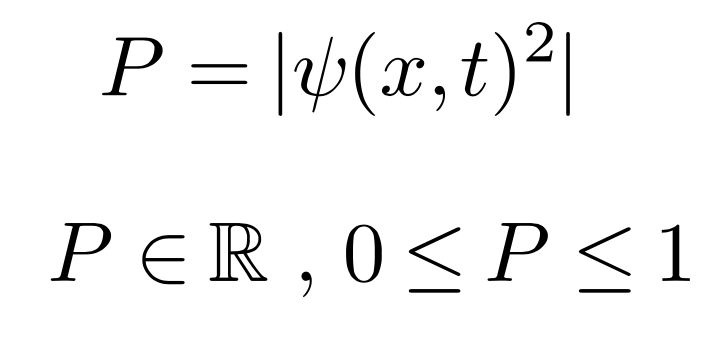 P = |ψ(x, t)²|
P ∈ ℝ , 0 ≤ P ≤ 1